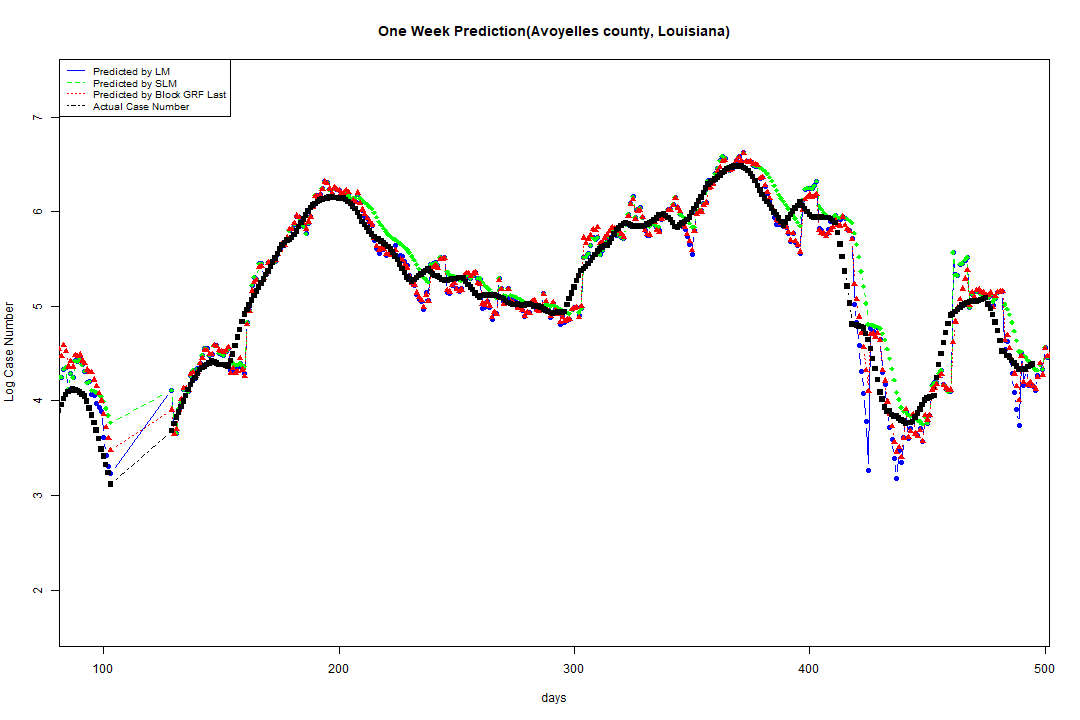 One Week Prediction(Avoyelles county, Louisiana)
Predicted by LM
Predicted by SLM
Predicted by Block GRF Last
Actual Case Number
Log Case Number
7
6
5
4
3
2
100 200 300 400 500
days